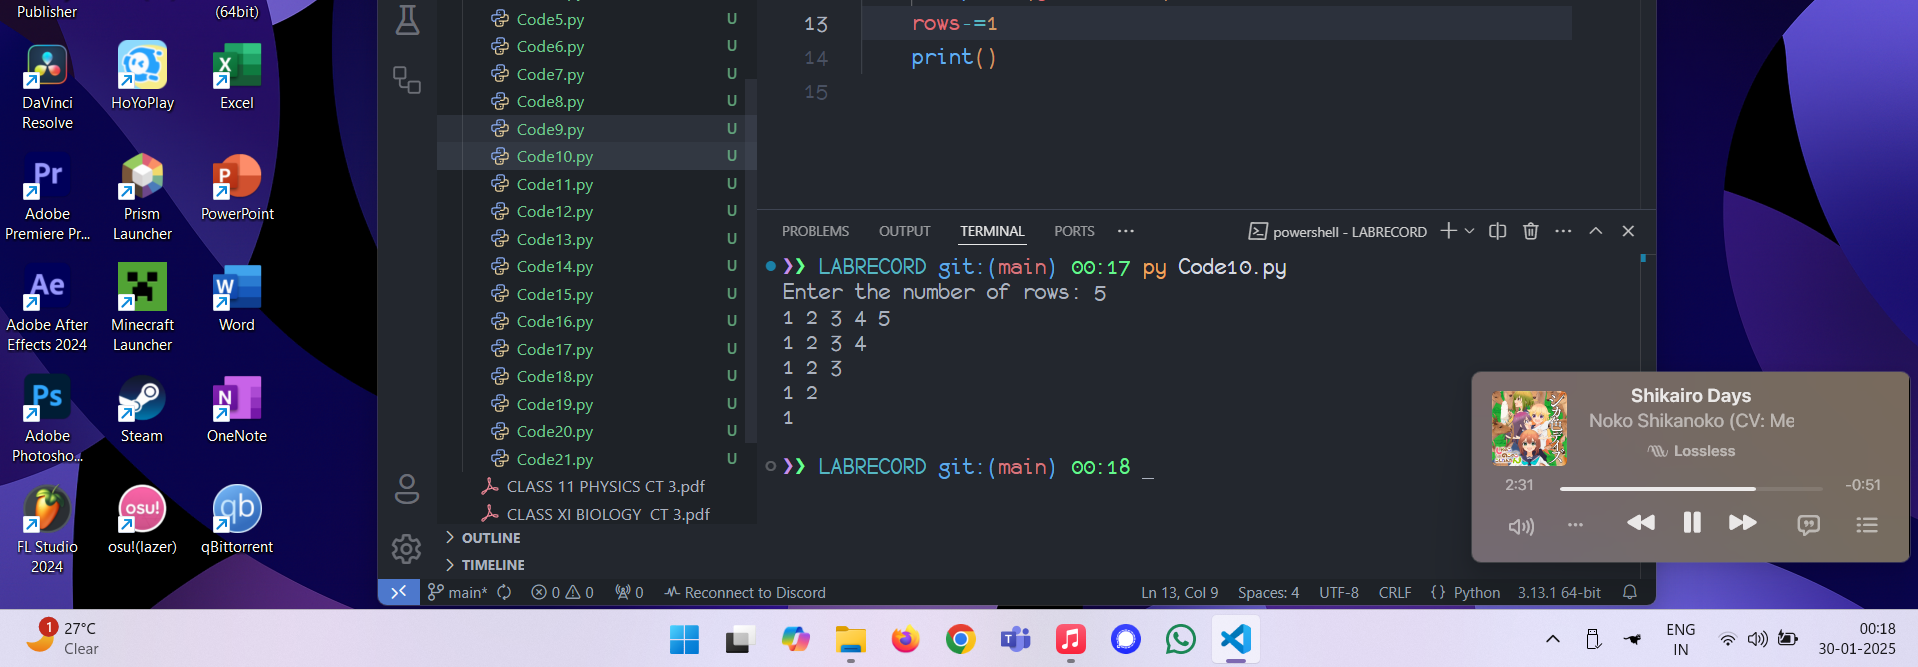 Publisher
(64bit)
DaVinci
Resolve
HoYoPlay
Excel
Pr
Adobe
Premiere Pr...
Prism
Launcher
PowerPoint
Ae
Adobe After
Effects 2024
Minecraft
Launcher
Word
Ps
Adobe
Photosho...
Steam
OneNote
FL Studio
2024
osu!
osu!(lazer)
qb
qBittorrent
Code5.py U
Code6.py U
Code7.py U
Code8.py U
Code9.py U
Code10.py U
Code11.py U
Code12.py U
Code13.py U
Code14.py U
Code15.py U
Code16.py U
Code17.py U
Code18.py U
Code19.py U
Code20.py U
Code21.py U
CLASS 11 PHYSICS CT 3.pdf
CLASS XI BIOLOGY CT 3.pdf
OUTLINE
TIMELINE
13 rows-=1
14 print()
15
PROBLEMS OUTPUT TERMINAL PORTS ··· powershell - LABRECORD
❯❯ LABRECORD git:(main) 00:17 py Code10.py
Enter the number of rows: 5
1 2 3 4 5
1 2 3 4
1 2 3
1 2
1
❯❯ LABRECORD git:(main) 00:18 _
Shikairo Days
Noko Shikanoko (CV: Me
Lossless
2:31 -0:51
main* 0 0 0 Reconnect to Discord Ln 13, Col 9 Spaces: 4 UTF-8 CRLF {} Python 3.13.1 64-bit
1
27°C
Clear
ENG
IN
00:18
30-01-2025